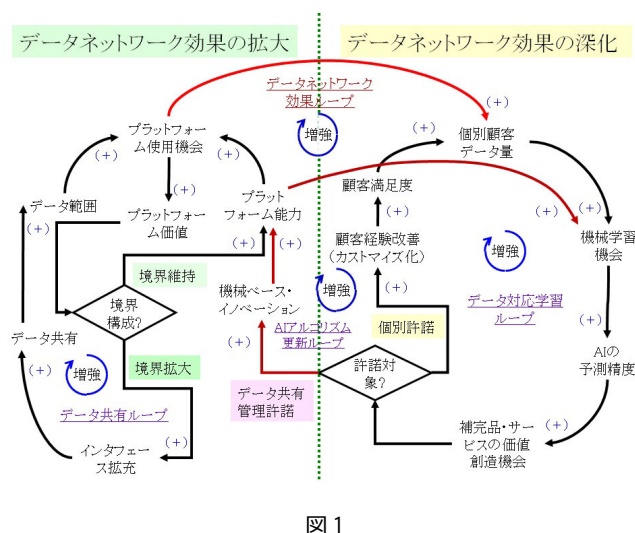 データネットワーク効果の拡大
データネットワーク効果の深化
データネットワーク
効果ループ
(+)
(+)
増強
(+)
個別顧客
データ量
(+)
プラットフォ
ーム使用機会
(+)
(+)
顧客満足度
(+)
データ範囲
プラットフォ
ーム価値
プラット
フォーム能力
(+)
(+)
(+)
(+)
(+)
(+)
顧客経験改善
(カストマイズ化)
機械学習
機会
境界維持
(+)
増強
境界
構成?
機械ベース・
イノベーション
増強
(+)
データ対応学習
ループ
(+)
データ共有
個別許諾
AIアルゴリズム
更新ループ
AIの
予測精度
(+)
増強
境界拡大
(+)
許諾対
象?
データ共有
管理許諾
データ共有ループ
(+)
補完品・サー
ビスの価値
創造機会
(+)
インタフェー
ス拡充
図1